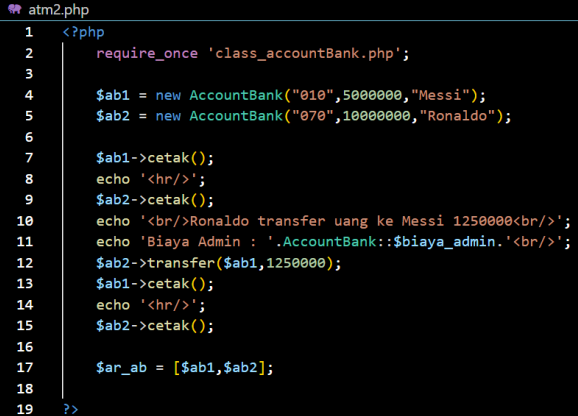 atm2.php
1 <?php
2 require_once 'class_accountBank.php';
3
4 $ab1 = new AccountBank("010",5000000,"Messi");
5 $ab2 = new AccountBank("070",10000000,"Ronaldo");
6
7 $ab1->cetak();
8 echo '<hr/>';
9 $ab2->cetak();
10 echo '<br/>Ronaldo transfer uang ke Messi 1250000<br/>';
11 echo 'Biaya Admin : '.AccountBank::$biaya_admin.'<br/>';
12 $ab2->transfer($ab1,1250000);
13 $ab1->cetak();
14 echo '<hr/>';
15 $ab2->cetak();
16
17 $ar_ab = [$ab1,$ab2];
18
19 ?>